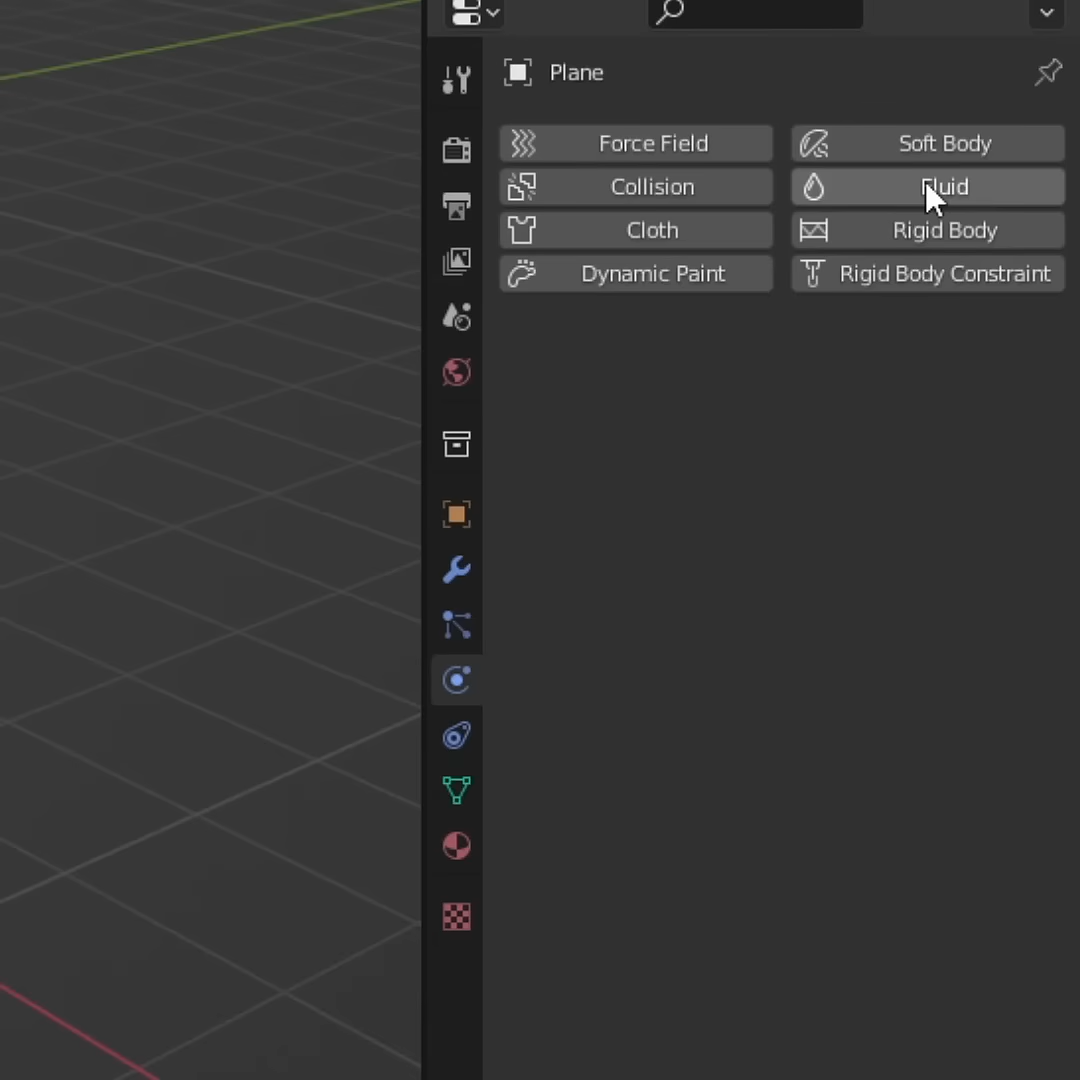 Plane
Force Field
Soft Body
Collision
Fluid
Cloth
Rigid Body
Dynamic Paint
Rigid Body Constraint